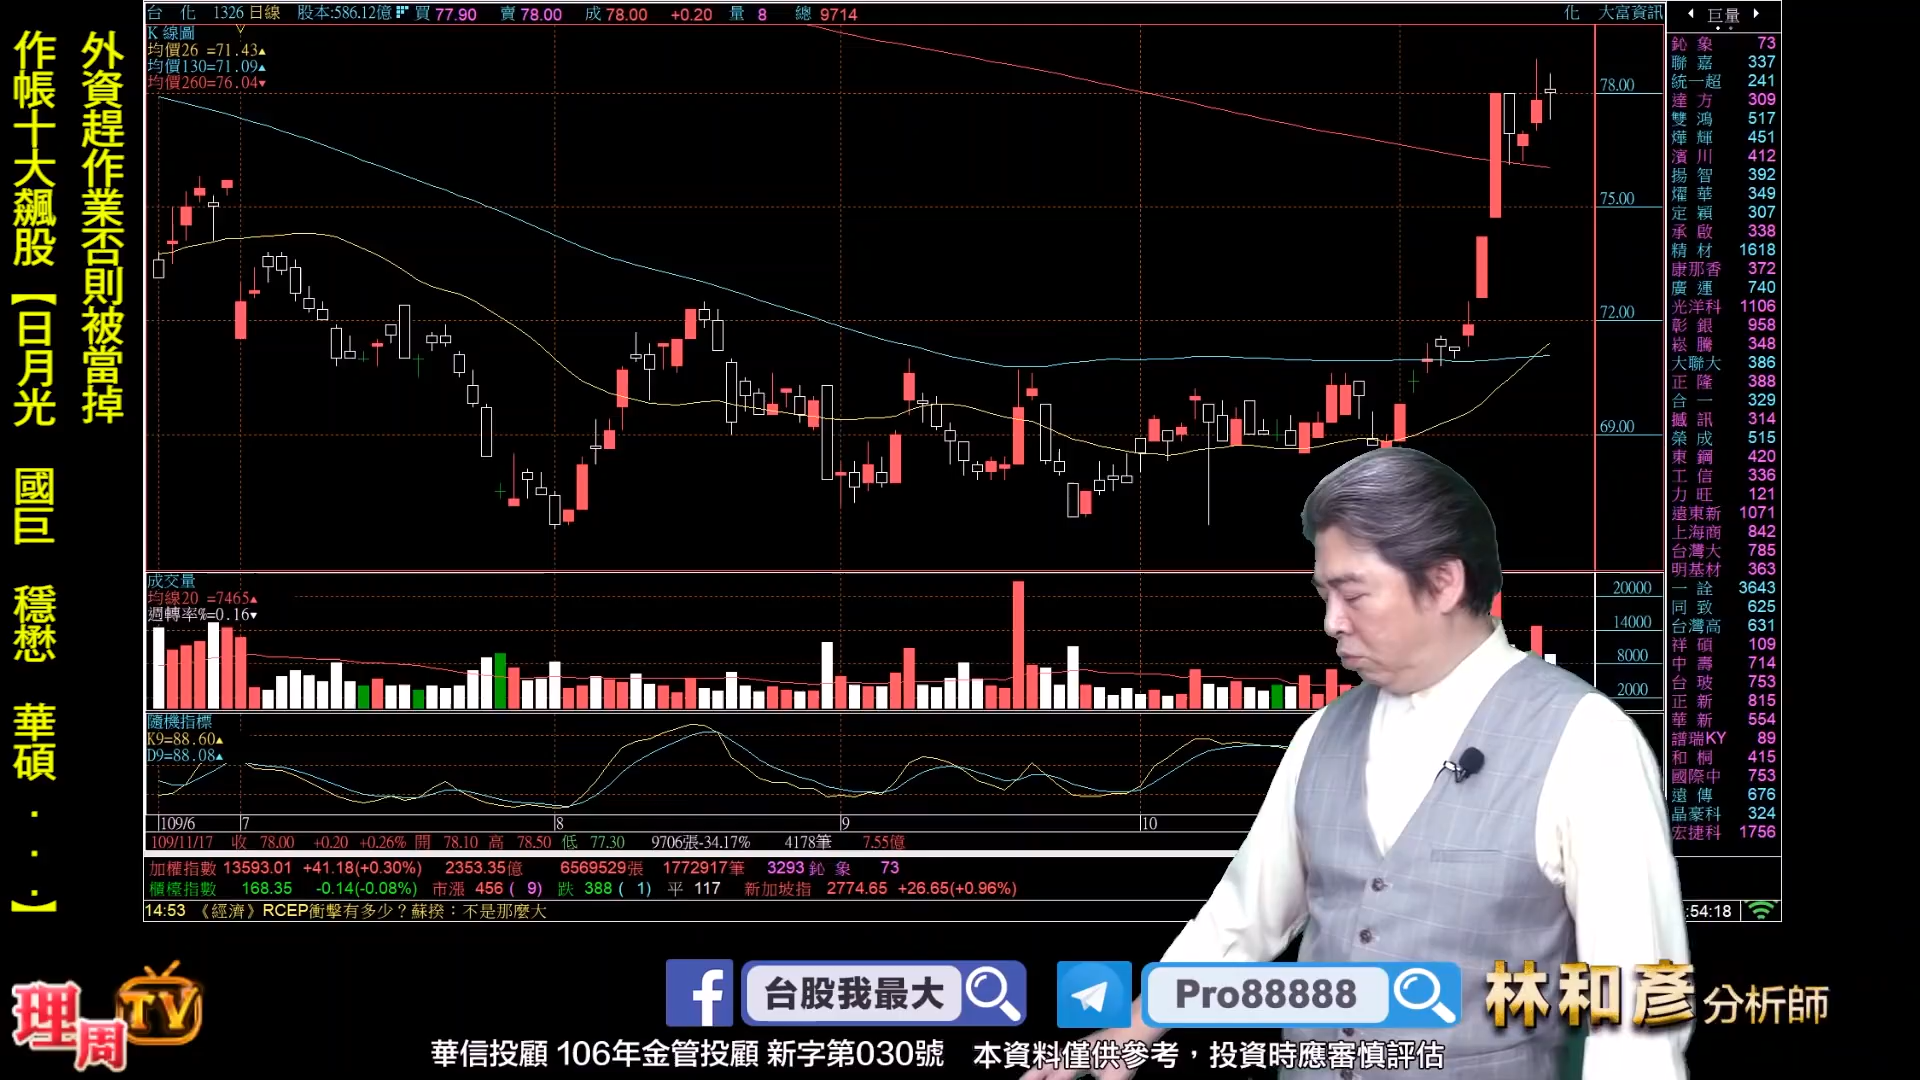 外資趕作業否則被當掉
作帳十大飆股【日月光 國巨 穩懋 華碩...】
台 化 1326 日線 股本:586.12億 買 77.90 賣 78.00 成 78.00 +0.20 量 8 總 9714 化 大富資訊
K 線圖
均價26 =71.43▲
均價130=71.09▲
均價260=76.04▼
78.00
75.00
72.00
69.00
成交量
均線20 =7465▲
週轉率%=0.16▼
20000
14000
8000
2000
隨機指標
K9=88.60▲
D9=88.08▲
109/6 7 8 9 10
109/11/17 收 78.00 +0.20 +0.26% 開 78.10 高 78.50 低 77.30 9706張-34.17% 4178筆 7.55億
加權指數 13593.01 +41.18(+0.30%) 2353.35億 6569529張 1772917筆 3293 鈊 象 73
櫃檯指數 168.35 -0.14(-0.08%) 市漲 456 ( 9) 跌 388 ( 1) 平 117 新加坡指 2774.65 +26.65(+0.96%)
14:53 《經濟》RCEP衝擊有多少？蘇揆：不是那麼大
:54:18
巨量
鈊 象 73
聯 嘉 337
統一超 241
達 方 309
雙 鴻 517
燁 輝 451
濱 川 412
揚 智 392
燿 華 349
定 穎 307
承 啟 338
精 材 1618
康那香 372
廣 運 740
光洋科 1106
彰 銀 958
崧 騰 348
大聯大 386
正 隆 388
合 一 329
撼 訊 314
榮 成 515
東 鋼 420
工 信 336
力 旺 121
遠東新 1071
上海商 842
台灣大 785
明基材 363
一 詮 3643
同 致 625
台灣高 631
祥 碩 109
中 壽 714
台 玻 753
正 新 815
華 新 554
譜瑞KY 89
和 桐 415
國際中 753
遠 傳 676
晶豪科 324
宏捷科 1756
理周TV
f 台股我最大
Pro88888
林和彥 分析師
華信投顧 106年金管投顧 新字第030號 本資料僅供參考，投資時應審慎評估